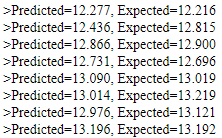 >Predicted=12.277, Expected=12.216
>Predicted=12.436, Expected=12.815
>Predicted=12.866, Expected=12.900
>Predicted=12.731, Expected=12.696
>Predicted=13.090, Expected=13.019
>Predicted=13.014, Expected=13.219
>Predicted=12.976, Expected=13.121
>Predicted=13.196, Expected=13.192